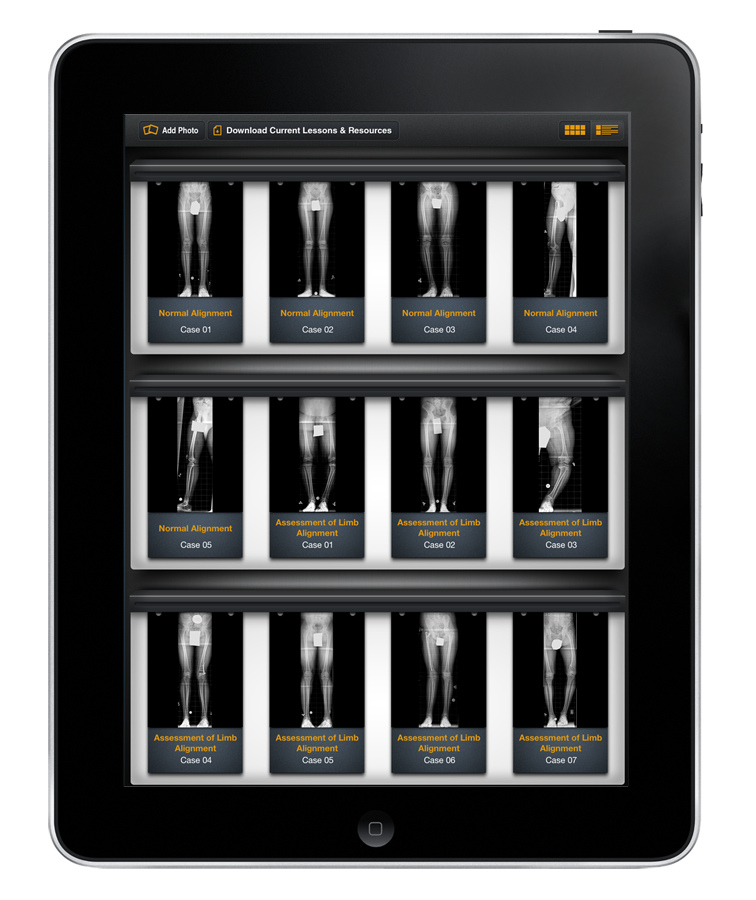 Add Photo
Download Current Lessons & Resources
Normal Alignment
Case 01
Normal Alignment
Case 02
Normal Alignment
Case 03
Normal Alignment
Case 04
Normal Alignment
Case 05
Assessment of Limb
Alignment
Case 01
Assessment of Limb
Alignment
Case 02
Assessment of Limb
Alignment
Case 03
Assessment of Limb
Alignment
Case 04
Assessment of Limb
Alignment
Case 05
Assessment of Limb
Alignment
Case 06
Assessment of Limb
Alignment
Case 07